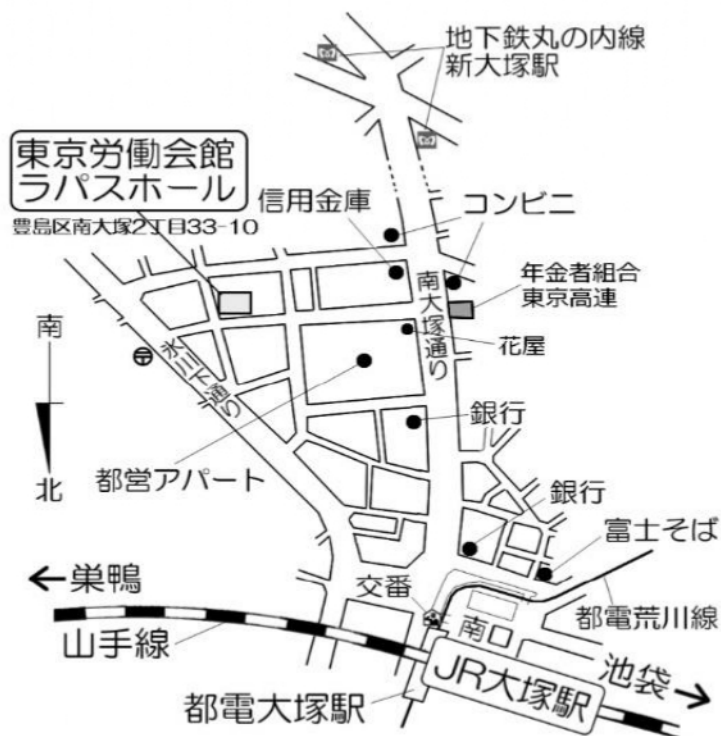 地下鉄丸の内線
新大塚駅
東京労働会館
ラパスホール
豊島区南大塚2丁目33-10
信用金庫
コンビニ
年金者組合
東京高連
南大塚通り
花屋
南
北
氷川下通り
銀行
都営アパート
銀行
富士そば
←巣鴨
交番
都電荒川線
山手線
南
JR大塚駅
池袋→
都電大塚駅